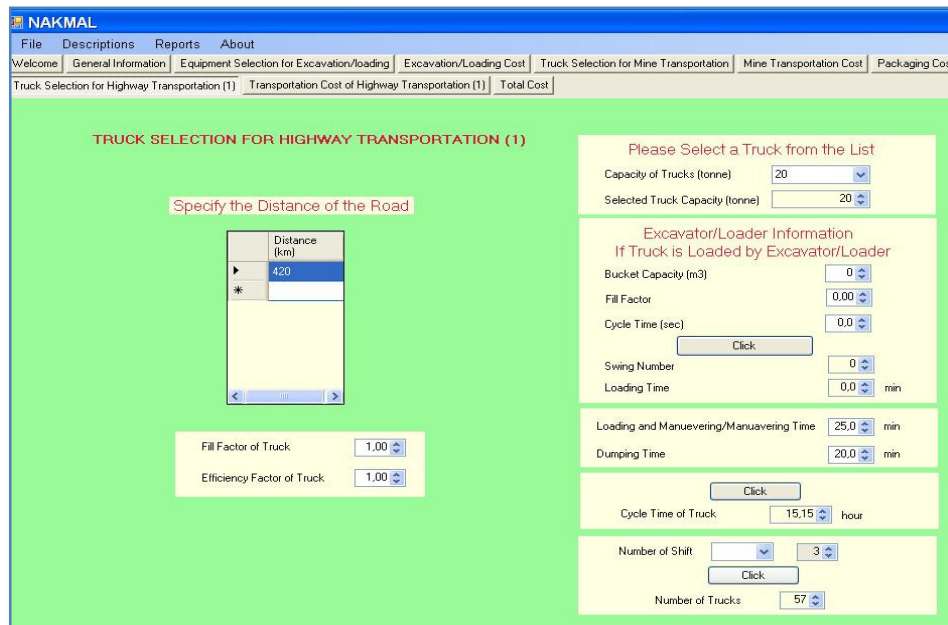 NAKMAL
File Descriptions Reports About
Welcome General Information Equipment Selection for Excavation/loading Excavation/Loading Cost Truck Selection for Mine Transportation Mine Transportation Cost Packaging Cos
Truck Selection for Highway Transportation (1) Transportation Cost of Highway Transportation (1) Total Cost
TRUCK SELECTION FOR HIGHWAY TRANSPORTATION (1)
Specify the Distance of the Road
Distance
(km)
420
Fill Factor of Truck 1,00
Efficiency Factor of Truck 1,00
Please Select a Truck from the List
Capacity of Trucks (tonne) 20
Selected Truck Capacity (tonne) 20
Excavator/Loader Information
If Truck is Loaded by Excavator/Loader
Bucket Capacity (m3) 0
Fill Factor 0,00
Cycle Time (sec) 0,0
Click
Swing Number 0
Loading Time 0,0 min
Loading and Manuevering/Manuavering Time 25,0 min
Dumping Time 20,0 min
Click
Cycle Time of Truck 15,15 hour
Number of Shift 3
Click
Number of Trucks 57